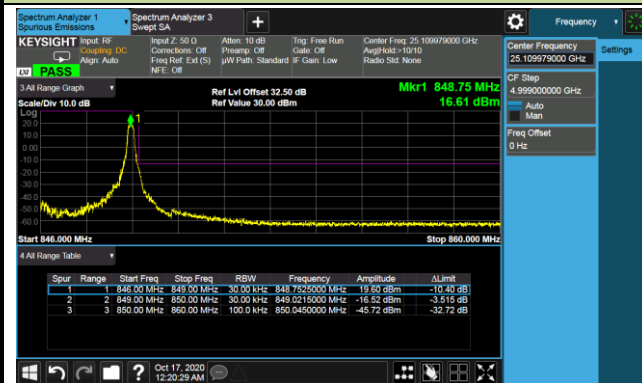 Spectrum Analyzer 1
Spurious Emissions
Spectrum Analyzer 3
Swept SA
+
Frequency
KEYSIGHT
Input: RF
Coupling: DC
Align: Auto
Input Z: 50 Ω
Corrections: Off
Freq Ref: Ext (S)
NFE: Off
Atten: 10 dB
Preamp: Off
µW Path: Standard
Trig: Free Run
Gate: Off
IF Gain: Low
Center Freq: 25.109979000 GHz
Avg|Hold:>10/10
Radio Std: None
LXI PASS
Center Frequency
25.109979000 GHz
Settings
CF Step
4.999000000 GHz
Auto
Man
Freq Offset
0 Hz
3 All Range Graph
Scale/Div 10.0 dB
Ref Lvl Offset 32.50 dB
Ref Value 30.00 dBm
Mkr1 848.75 MHz
16.61 dBm
Log
20.0
10.0
0.00
-10.0
-20.0
-30.0
-40.0
-50.0
-60.0
1
Start 846.000 MHz
Stop 860.000 MHz
4 All Range Table
Spur Range Start Freq Stop Freq RBW Frequency Amplitude ΔLimit
1 1 846.00 MHz 849.00 MHz 30.00 kHz 848.7525000 MHz 19.60 dBm -10.40 dB
2 2 849.00 MHz 850.00 MHz 30.00 kHz 849.0215000 MHz -16.52 dBm -3.515 dB
3 3 850.00 MHz 860.00 MHz 100.0 kHz 850.0450000 MHz -45.72 dBm -32.72 dB
?
Oct 17, 2020
12:20:29 AM